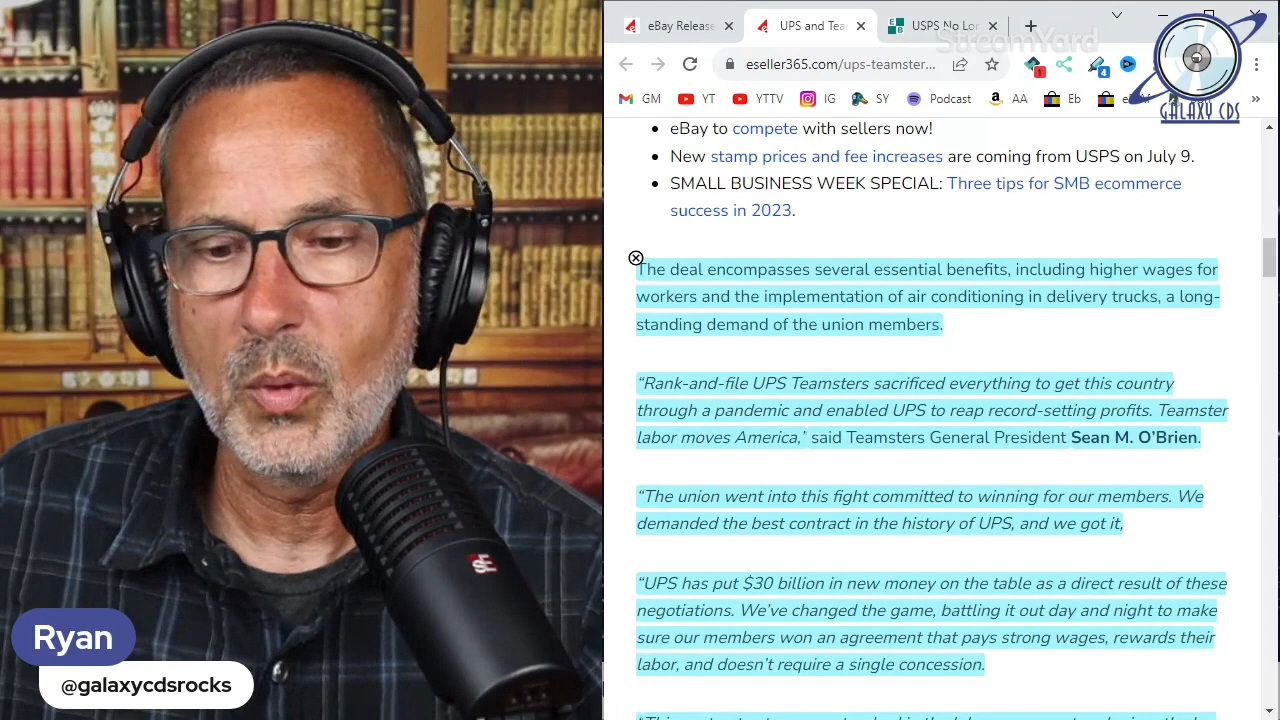 eBay Release
UPS and Tea
USPS No Lo
StreamYard
eseller365.com/ups-teamster...
1
4
GM
YT
YTTV
IG
SY
Podcast
AA
Eb
GALAXY CDS
eBay to compete with sellers now!
New stamp prices and fee increases are coming from USPS on July 9.
SMALL BUSINESS WEEK SPECIAL: Three tips for SMB ecommerce
success in 2023.
The deal encompasses several essential benefits, including higher wages for
workers and the implementation of air conditioning in delivery trucks, a long-
standing demand of the union members.
“Rank-and-file UPS Teamsters sacrificed everything to get this country
through a pandemic and enabled UPS to reap record-setting profits. Teamster
labor moves America,” said Teamsters General President Sean M. O’Brien.
“The union went into this fight committed to winning for our members. We
demanded the best contract in the history of UPS, and we got it,
“UPS has put $30 billion in new money on the table as a direct result of these
negotiations. We’ve changed the game, battling it out day and night to make
sure our members won an agreement that pays strong wages, rewards their
labor, and doesn’t require a single concession.
sE
Ryan
@galaxycdsrocks